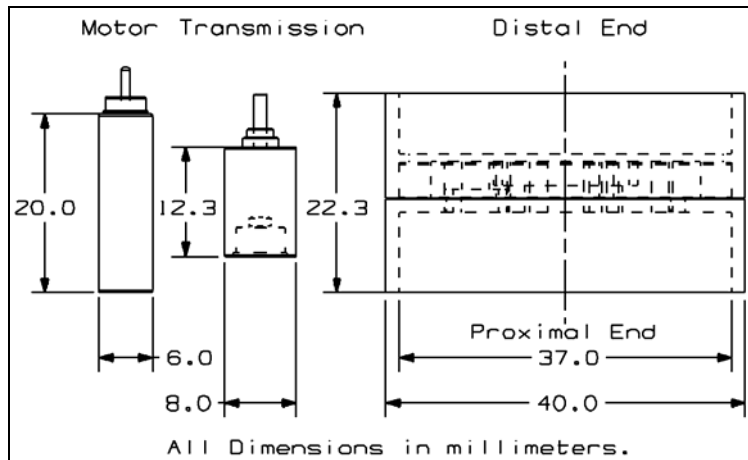 Motor Transmission Distal End
20.0 12.3 22.3
Proximal End
6.0 37.0
8.0 40.0
All Dimensions in millimeters.